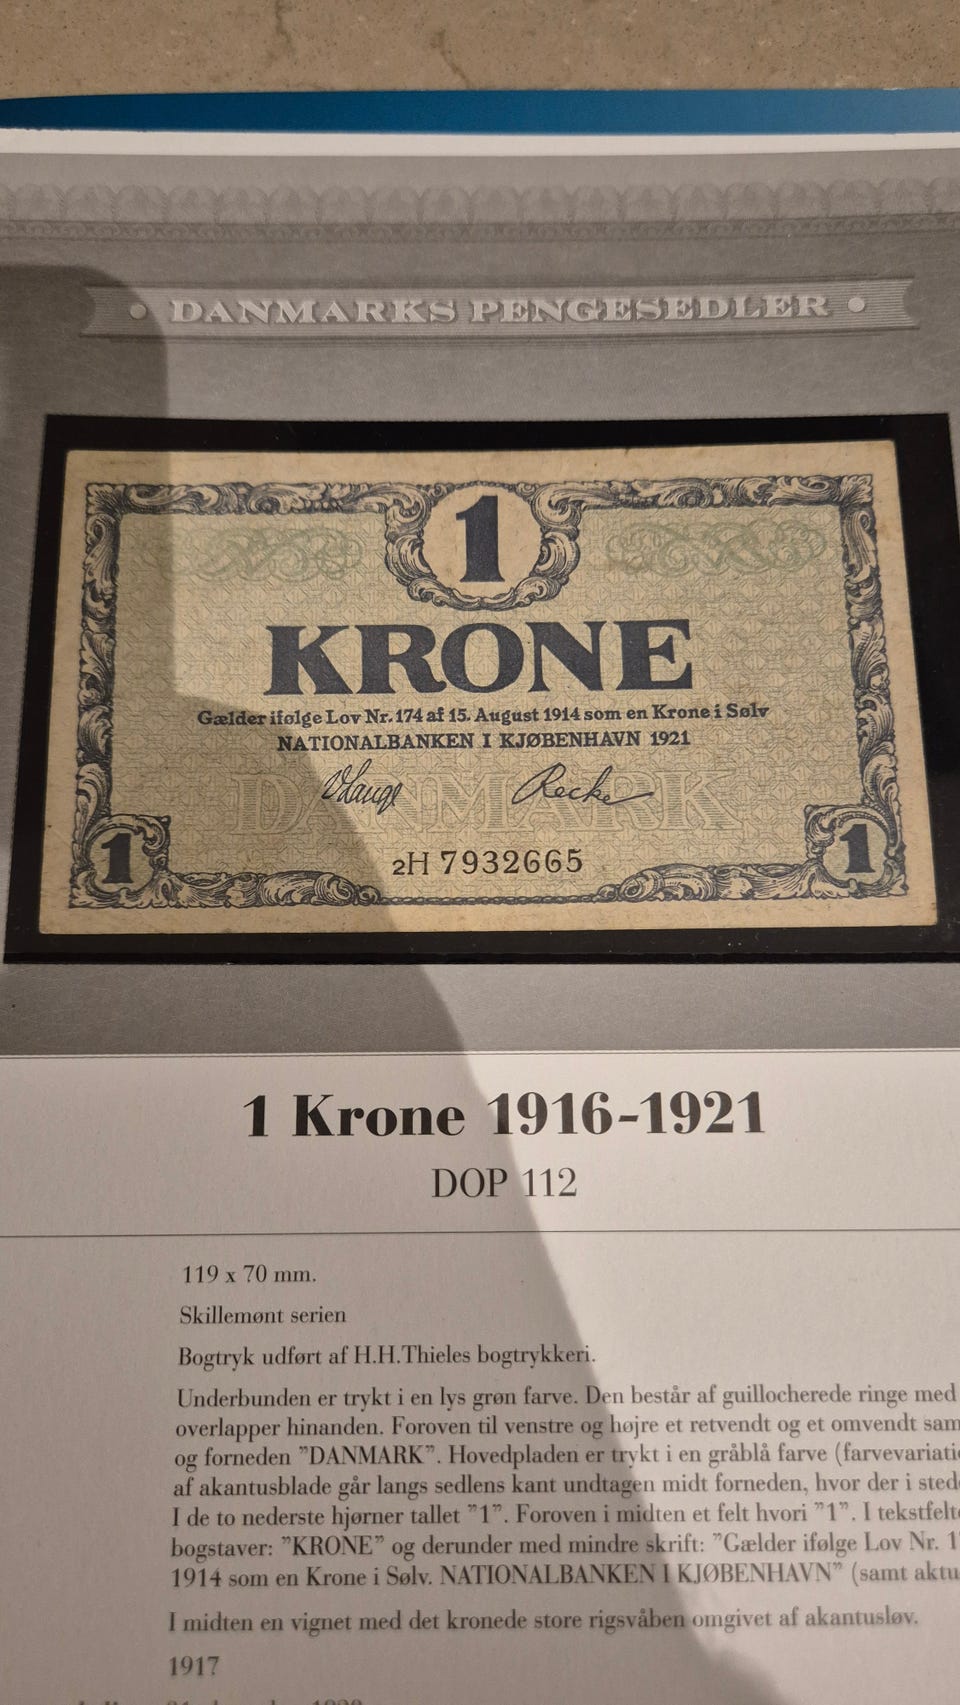 • DANMARKS PENGESEDLER •
1
KRONE
Gælder ifølge Lov Nr. 174 af 15. August 1914 som en Krone i Sølv
NATIONALBANKEN I KJØBENHAVN 1921
DANMARK
V Lange Recke
2H 7932665
1 1
1 Krone 1916-1921
DOP 112
119 x 70 mm.
Skillemønt serien
Bogtryk udført af H.H.Thieles bogtrykkeri.
Underbunden er trykt i en lys grøn farve. Den består af guillocherede ringe med
overlapper hinanden. Foroven til venstre og højre et retvendt og et omvendt sam
og forneden ”DANMARK”. Hovedpladen er trykt i en gråblå farve (farvevariati
af akantusblade går langs sedlens kant undtagen midt forneden, hvor der i sted
I de to nederste hjørner tallet ”1”. Foroven i midten et felt hvori ”1”. I tekstfelt
bogstaver: ”KRONE” og derunder med mindre skrift: ”Gælder ifølge Lov Nr. 1
1914 som en Krone i Sølv. NATIONALBANKEN I KJØBENHAVN” (samt aktu
I midten en vignet med det kronede store rigsvåben omgivet af akantusløv.
1917